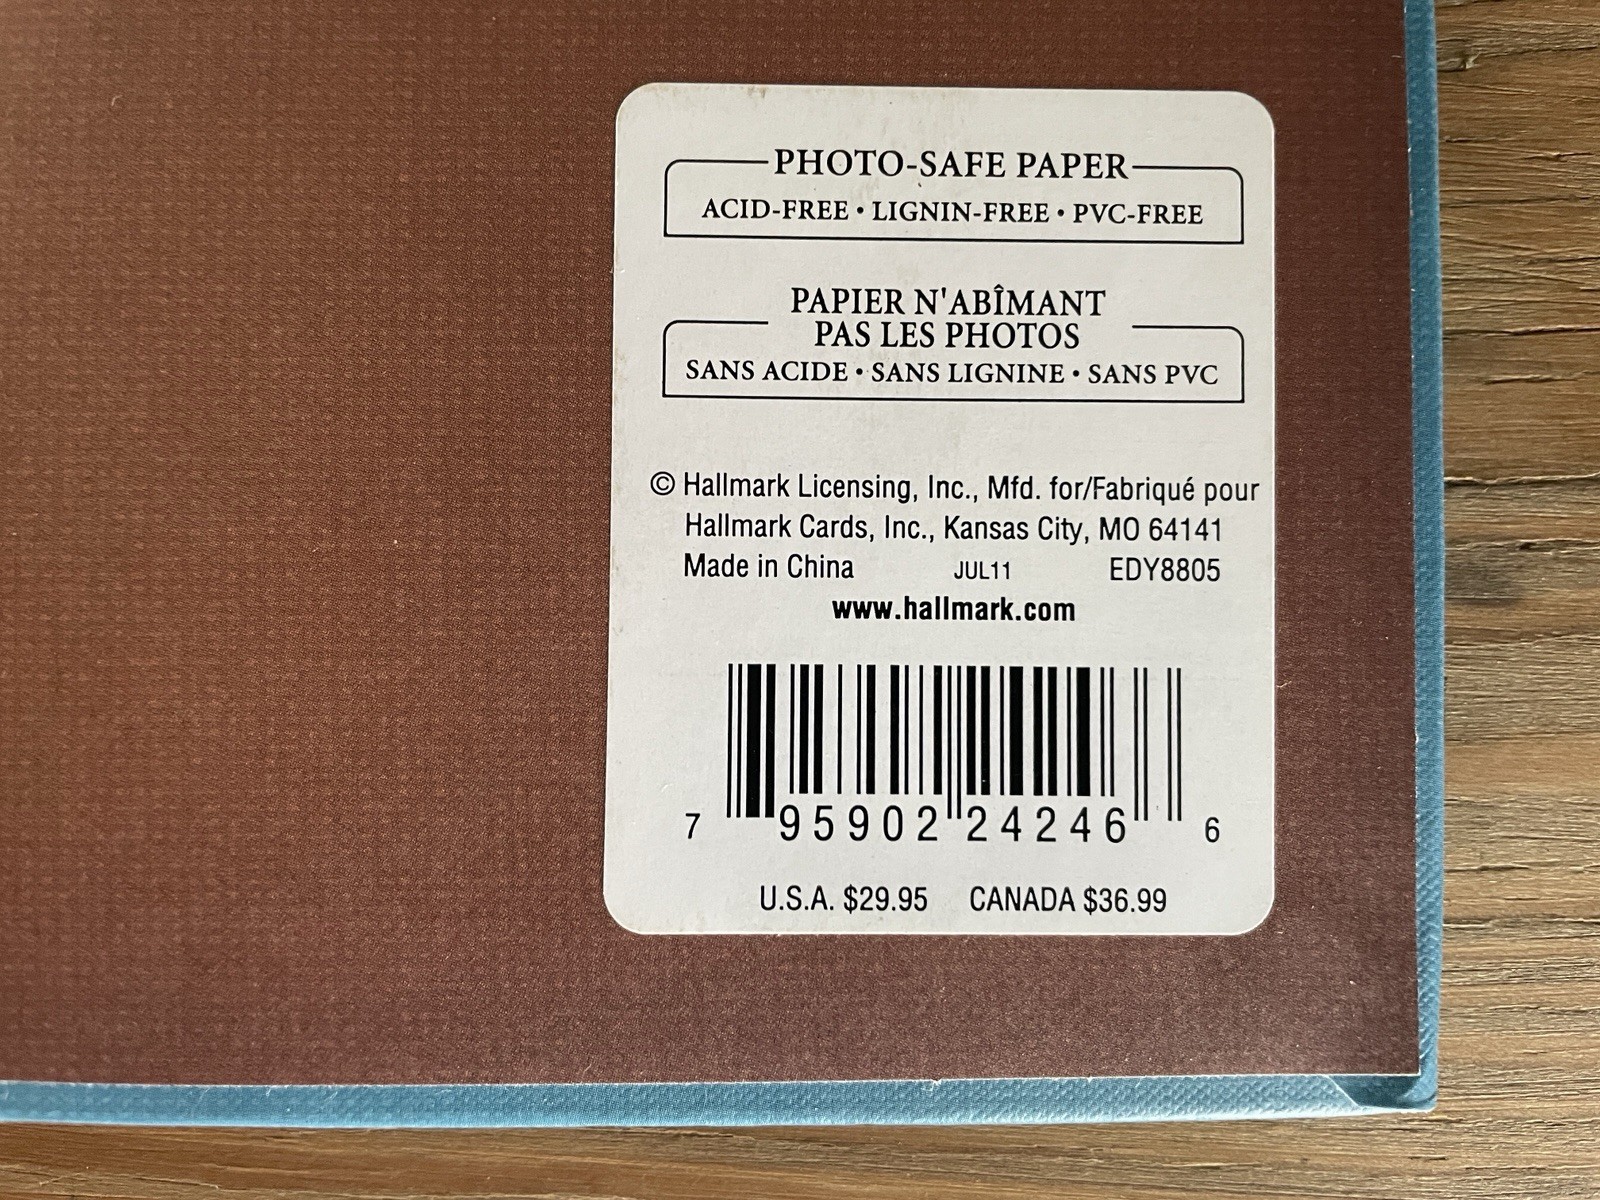 PHOTO-SAFE PAPER
ACID-FREE • LIGNIN-FREE • PVC-FREE
PAPIER N'ABÎMANT
PAS LES PHOTOS
SANS ACIDE • SANS LIGNINE • SANS PVC
© Hallmark Licensing, Inc., Mfd. for/Fabriqué pour
Hallmark Cards, Inc., Kansas City, MO 64141
Made in China JUL11 EDY8805
www.hallmark.com
7 95902 24246 6
U.S.A. $29.95 CANADA $36.99